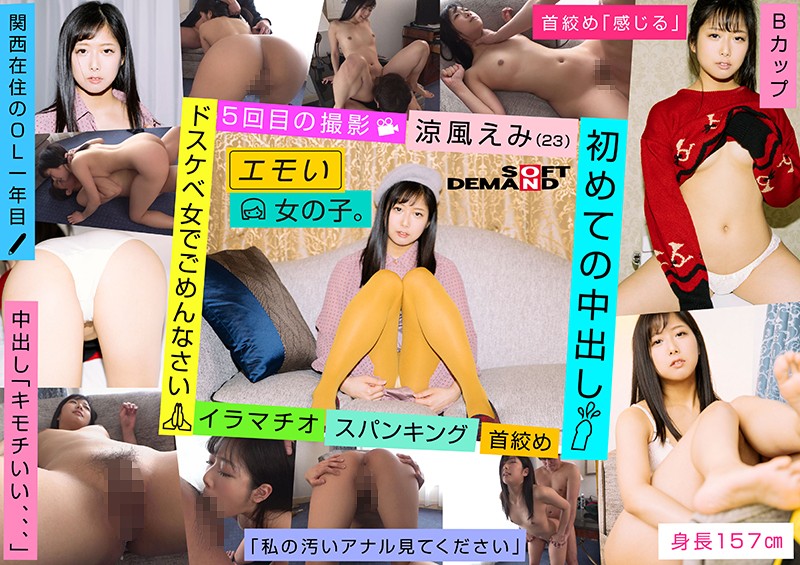 関西在住のOL一年目
首絞め「感じる」
Bカップ
5回目の撮影
涼風えみ(23)
エモい
女の子。
SOFT
ON
DEMAND
ドスケベ女でごめんなさい
初めての中出し
中出し「キモチいい、、、」
イラマチオ
スパンキング
首絞め
「私の汚いアナル見てください」
身長157㎝